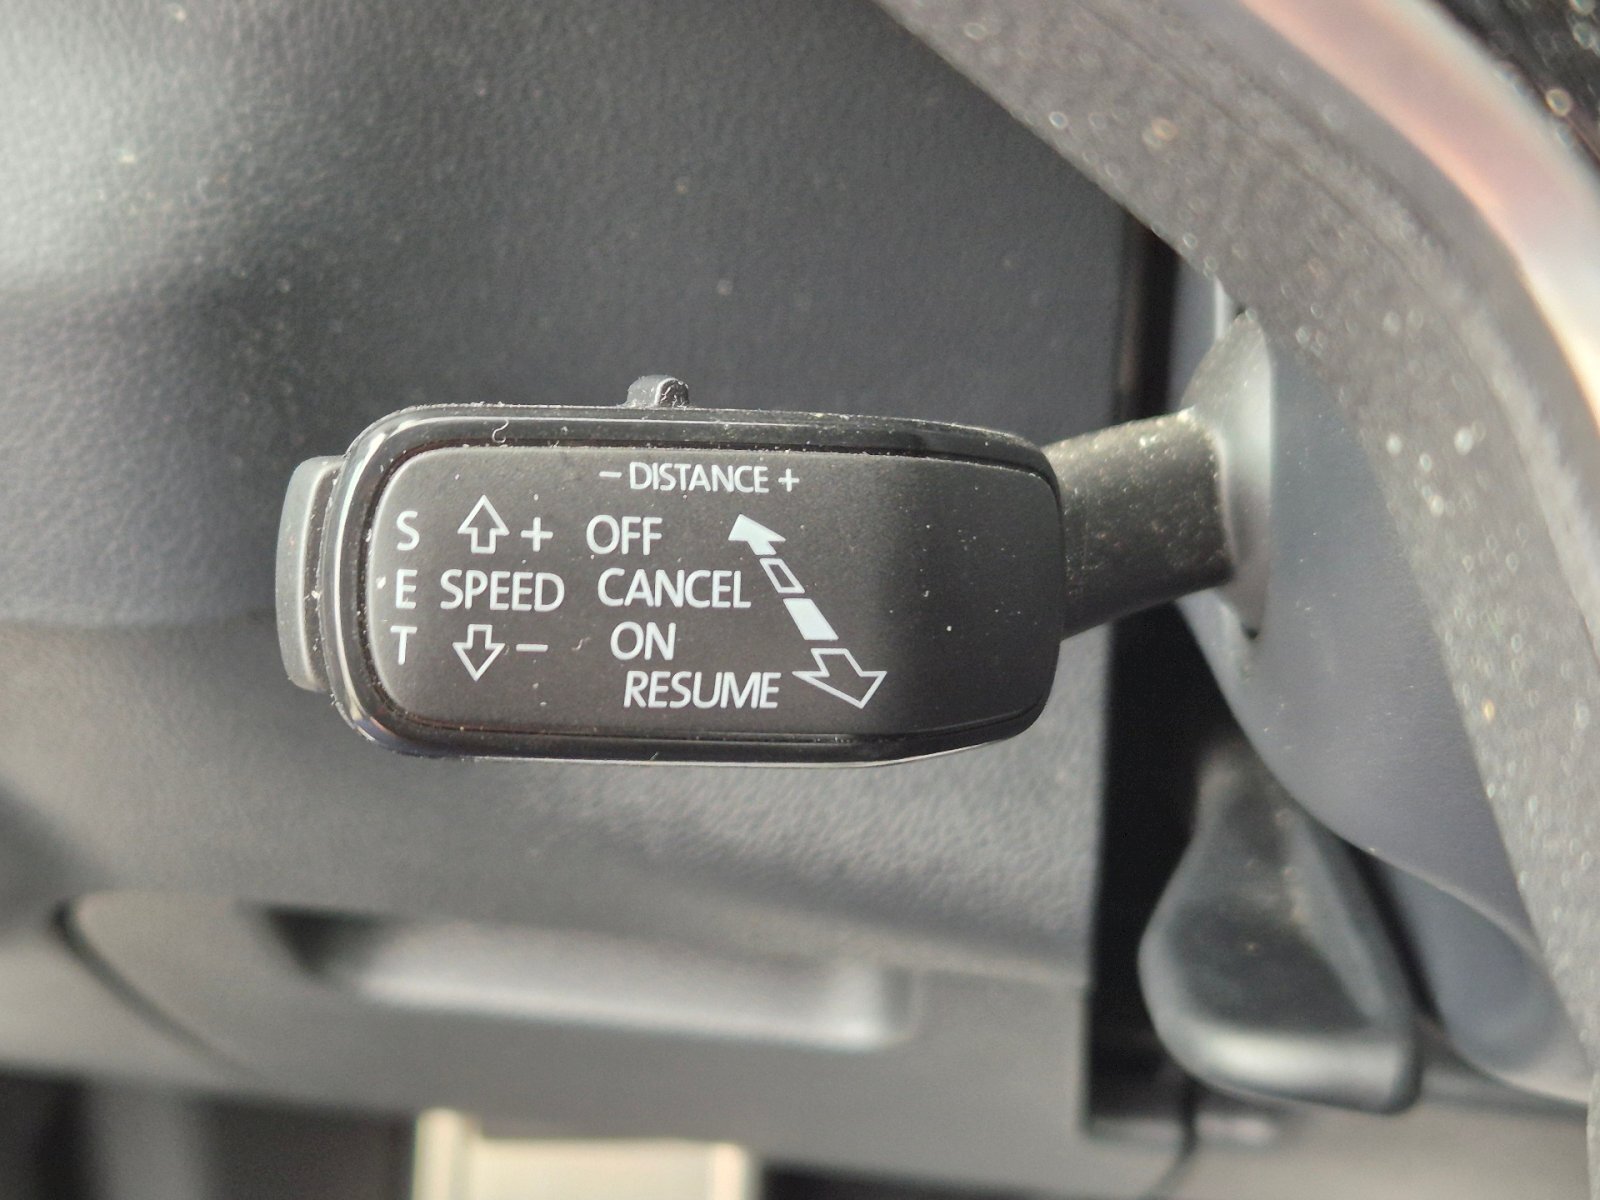 - DISTANCE +
S + OFF
E SPEED CANCEL
T - ON
RESUME